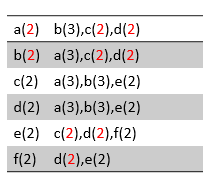 a(2) b(3),c(2),d(2)
b(2) a(3),c(2),d(2)
c(2) a(3),b(3),e(2)
d(2) a(3),b(3),e(2)
e(2) c(2),d(2),f(2)
f(2) d(2),e(2)